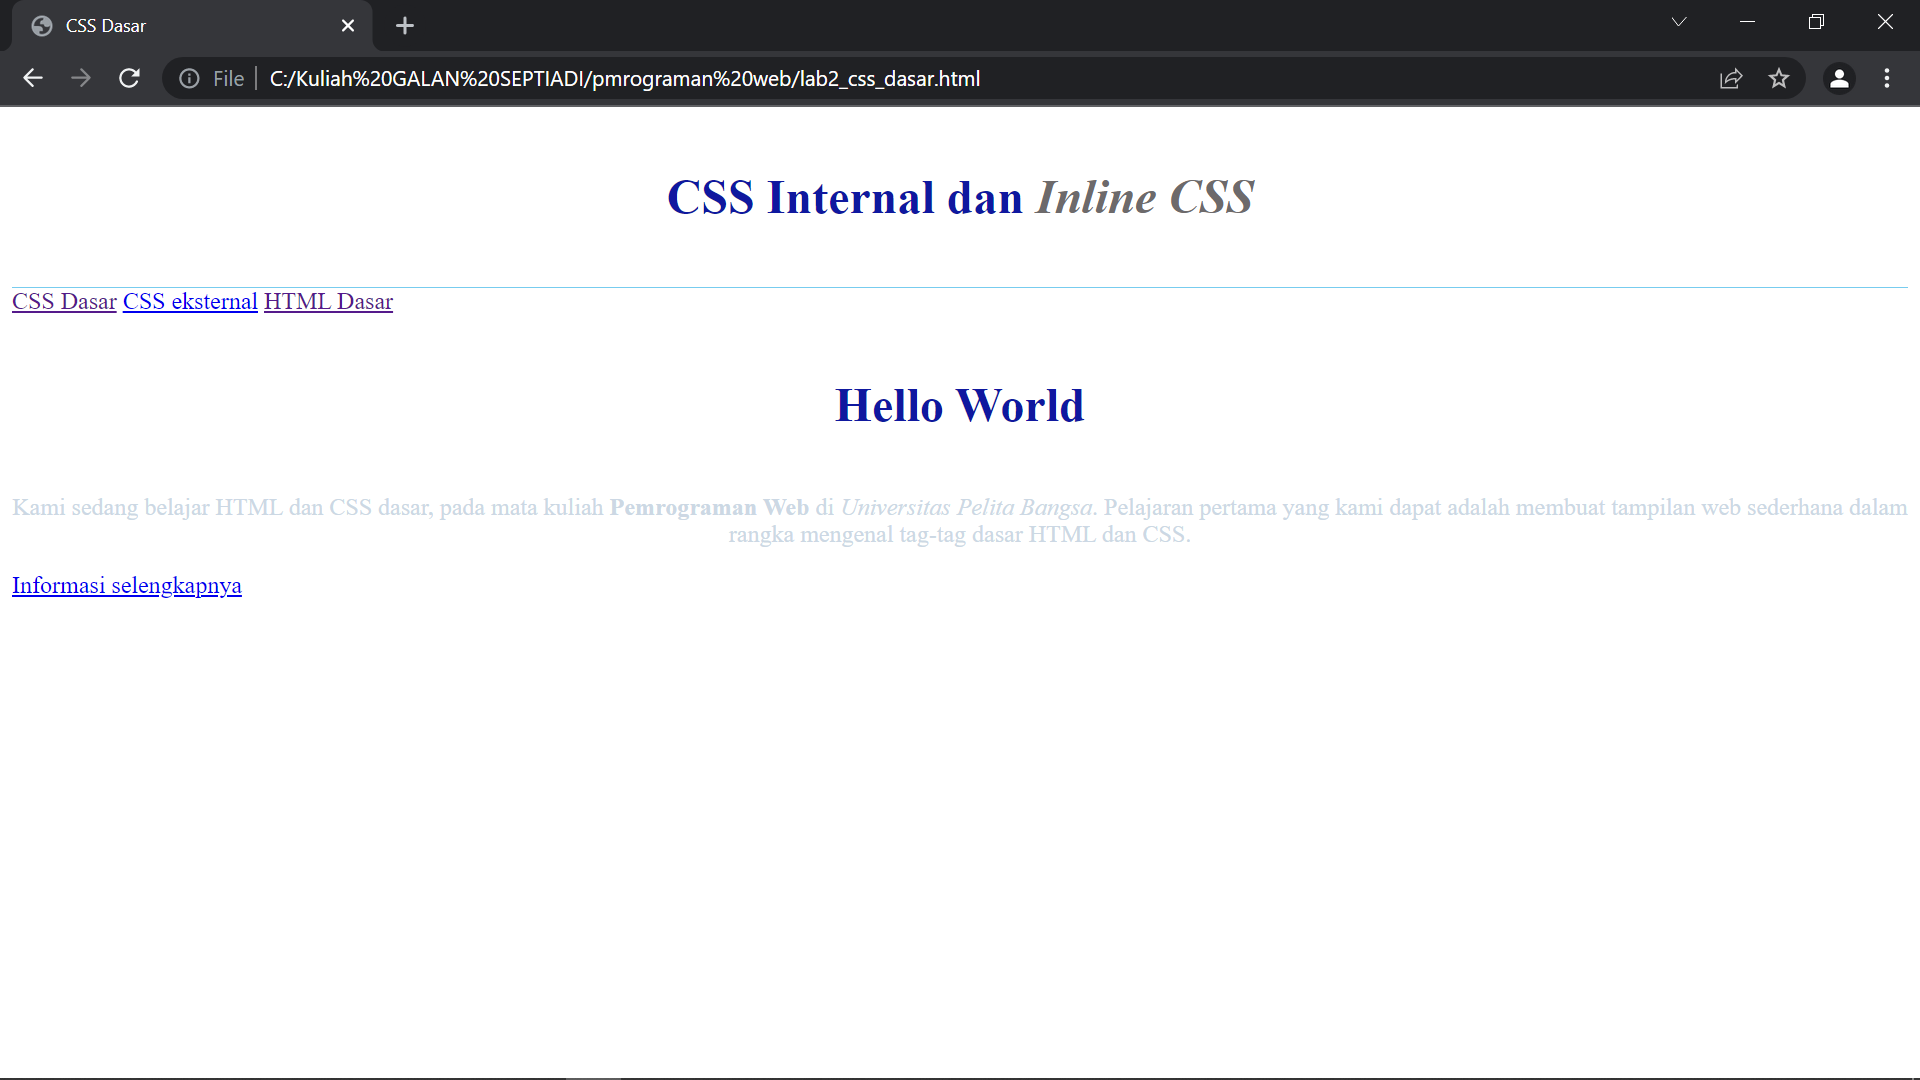 CSS Dasar
File C:/Kuliah%20GALAN%20SEPTIADI/pmrograman%20web/lab2_css_dasar.html
CSS Internal dan Inline CSS
CSS Dasar CSS eksternal HTML Dasar
Hello World
Kami sedang belajar HTML dan CSS dasar, pada mata kuliah Pemrograman Web di Universitas Pelita Bangsa. Pelajaran pertama yang kami dapat adalah membuat tampilan web sederhana dalam
rangka mengenal tag-tag dasar HTML dan CSS.
Informasi selengkapnya